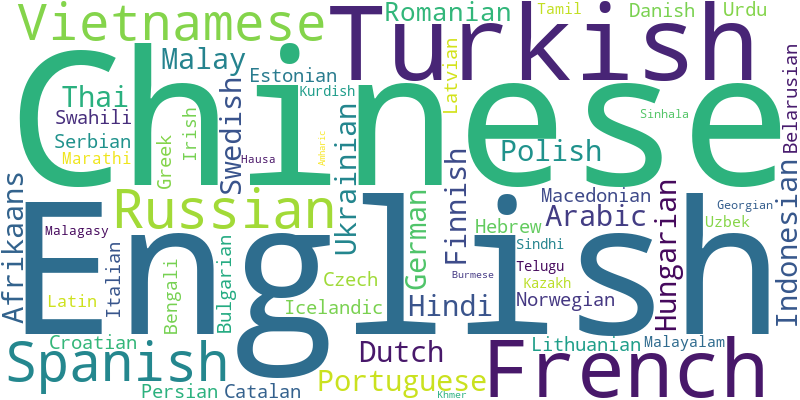 Vietnamese
Turkish
Romanian
Tamil
Danish
Urdu
Chinese
Malay
Estonian
Kurdish
Latvian
Belarusian
Thai
Swahili
Serbian
Marathi
Greek
Irish
Swedish
Hausa
Amharic
Ukrainian
Polish
Sinhala
Afrikaans
Russian
German
Finnish
Macedonian
Arabic
Hungarian
Indonesian
Georgian
Uzbek
Malagasy
English
Hebrew
Sindhi
Telugu
Kazakh
Burmese
Norwegian
Italian
Bengali
Bulgarian
Latin
Czech
Icelandic
Hindi
Croatian
Spanish
Dutch
French
Lithuanian
Malayalam
Persian
Catalan
Portuguese
Khmer